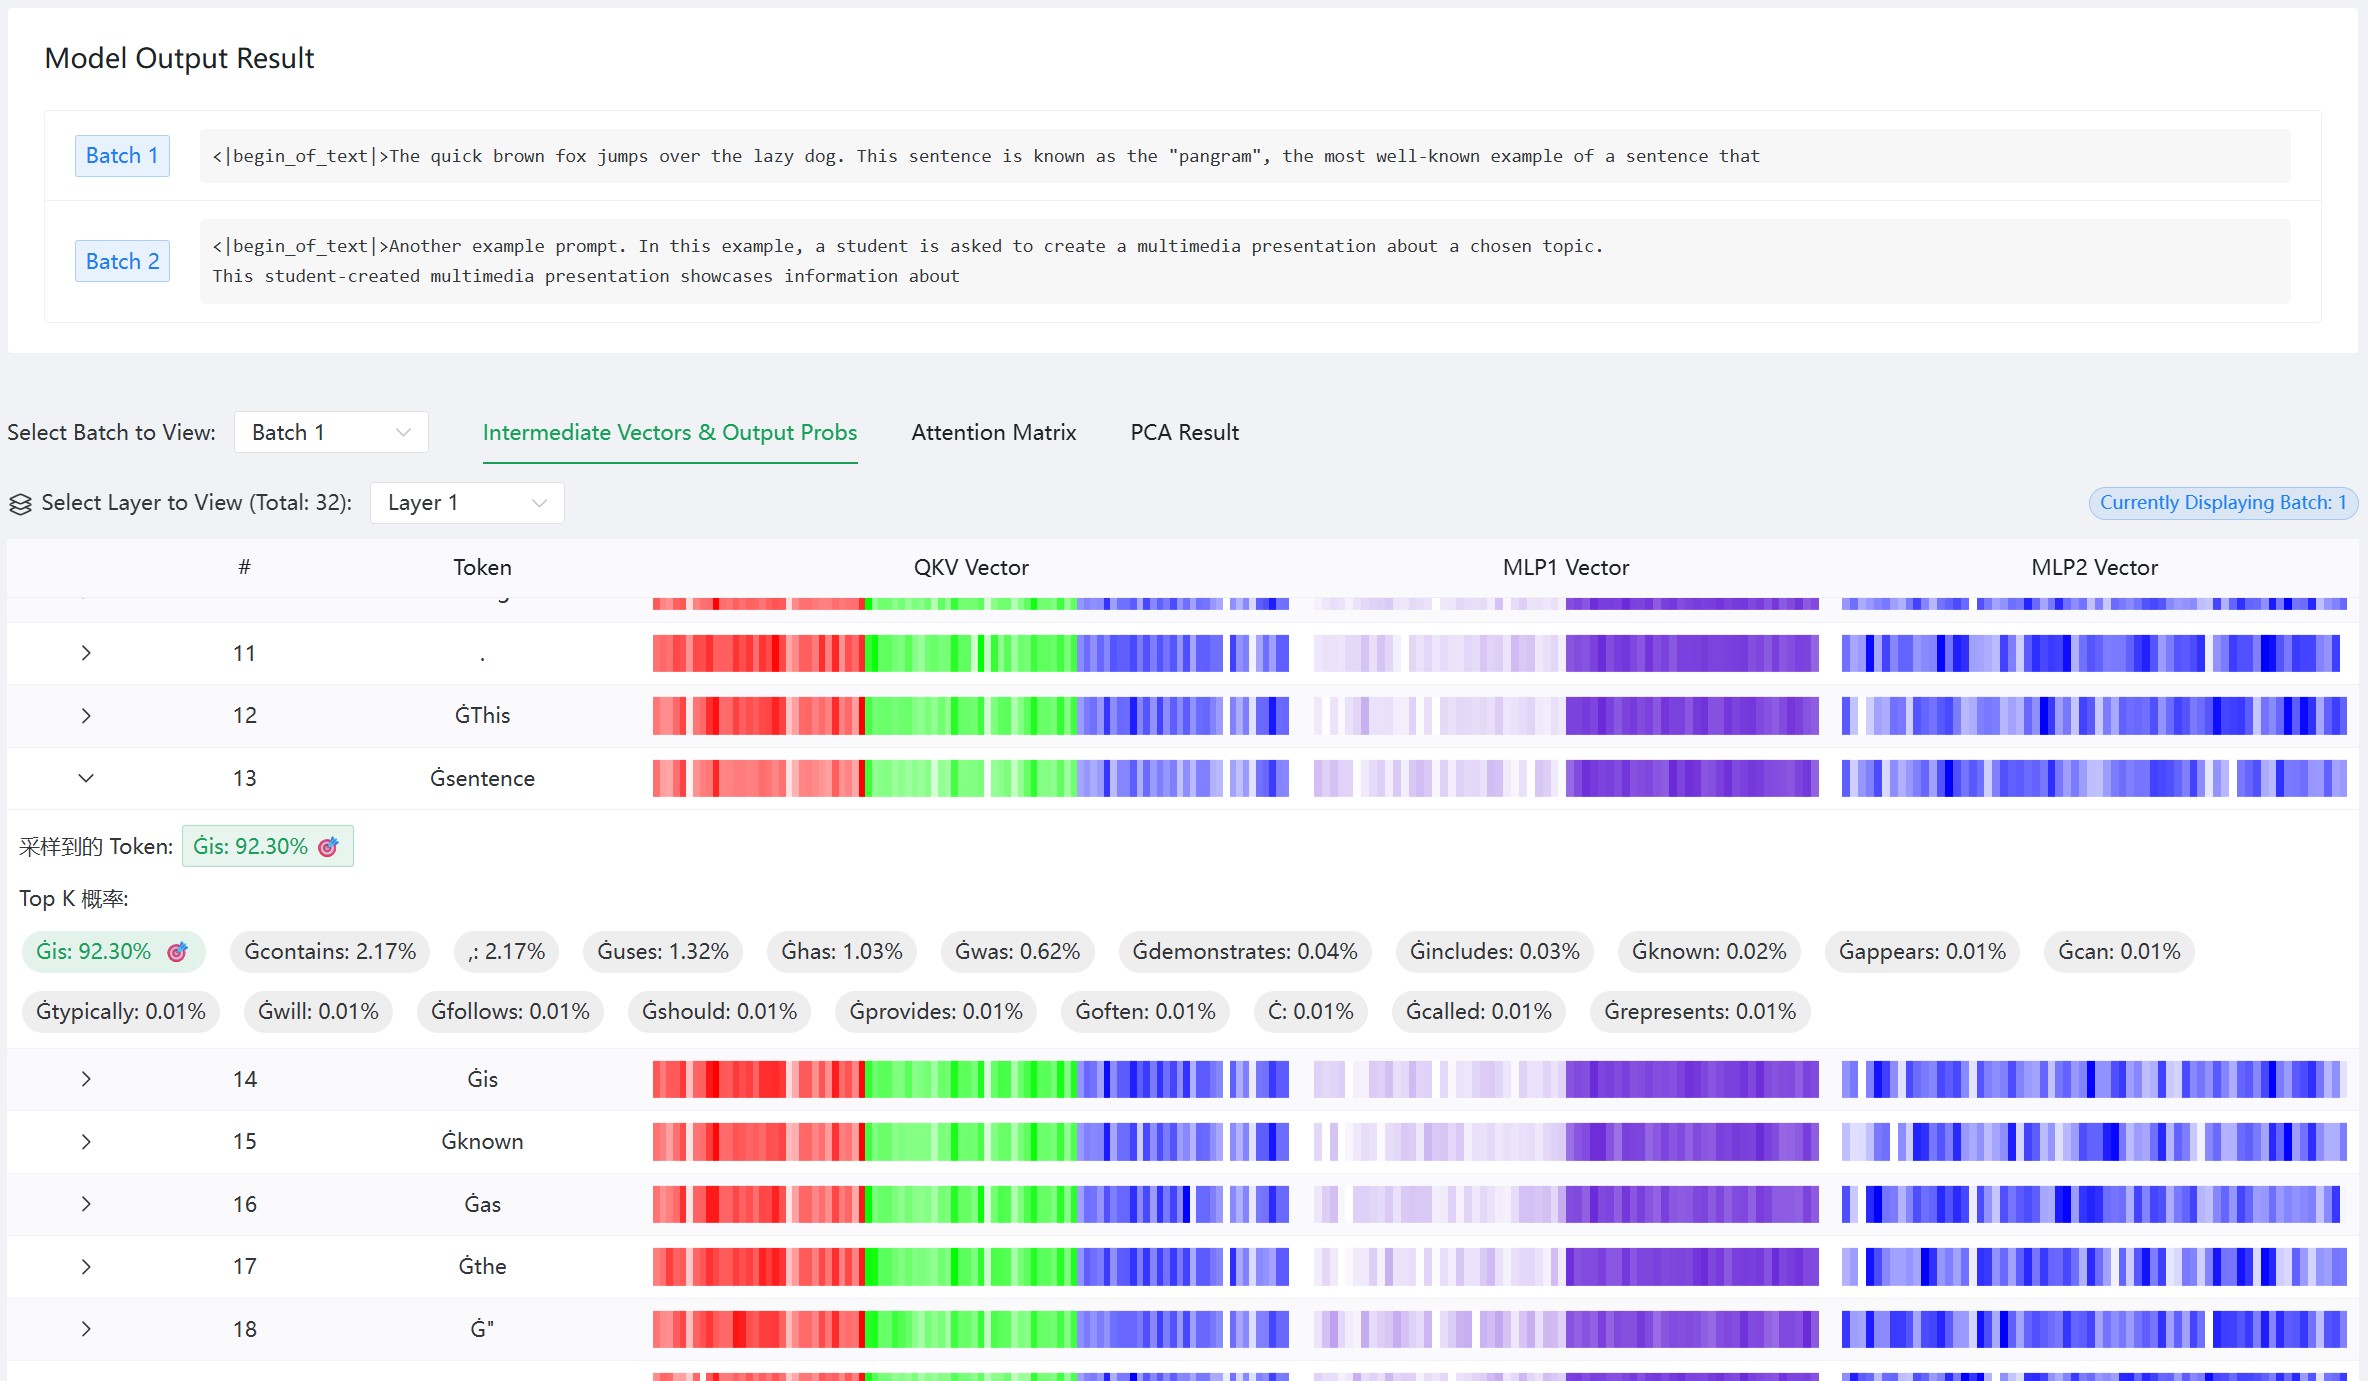 Model Output Result
Batch 1
<|begin_of_text|>The quick brown fox jumps over the lazy dog. This sentence is known as the "pangram", the most well-known example of a sentence that
Batch 2
<|begin_of_text|>Another example prompt. In this example, a student is asked to create a multimedia presentation about a chosen topic.
This student-created multimedia presentation showcases information about
Select Batch to View: Batch 1 Intermediate Vectors & Output Probs Attention Matrix PCA Result
Select Layer to View (Total: 32): Layer 1 Currently Displaying Batch: 1
# Token QKV Vector MLP1 Vector MLP2 Vector
11 .
12 ĠThis
13 Ġsentence
采样到的 Token: Ġis: 92.30%
Top K 概率:
Ġis: 92.30% Ġcontains: 2.17% ,: 2.17% Ġuses: 1.32% Ġhas: 1.03% Ġwas: 0.62% Ġdemonstrates: 0.04% Ġincludes: 0.03% Ġknown: 0.02% Ġappears: 0.01% Ġcan: 0.01%
Ġtypically: 0.01% Ġwill: 0.01% Ġfollows: 0.01% Ġshould: 0.01% Ġprovides: 0.01% Ġoften: 0.01% Ċ: 0.01% Ġcalled: 0.01% Ġrepresents: 0.01%
14 Ġis
15 Ġknown
16 Ġas
17 Ġthe
18 Ġ"